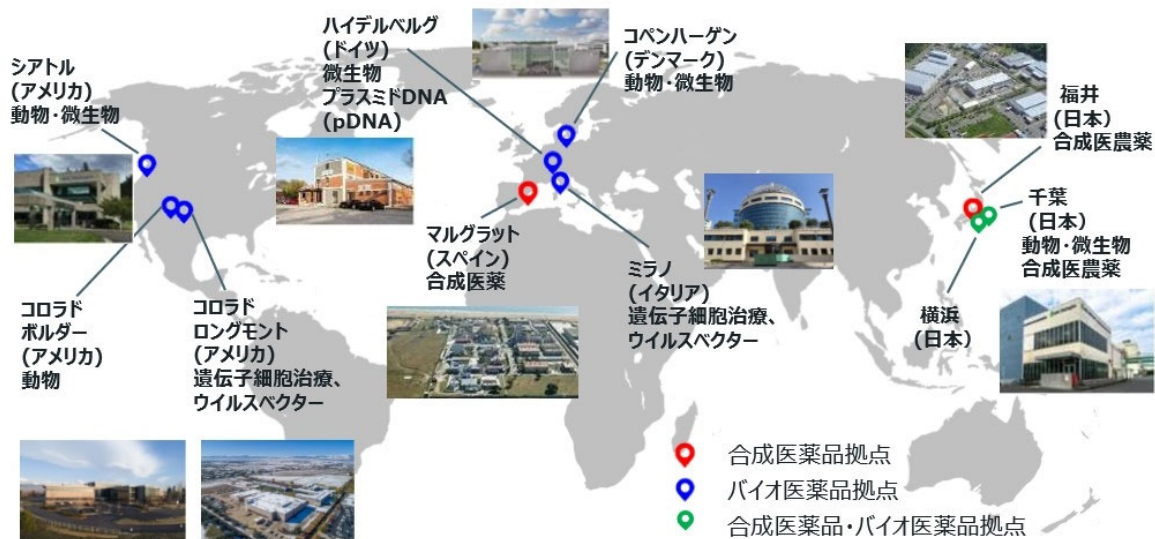 シアトル
(アメリカ)
動物・微生物
ハイデルベルグ
(ドイツ)
微生物
プラスミドDNA
(pDNA)
コペンハーゲン
(デンマーク)
動物・微生物
福井
(日本)
合成医農薬
千葉
(日本)
動物・微生物
合成医農薬
横浜
(日本)
マルグラット
(スペイン)
合成医薬
ミラノ
(イタリア)
遺伝子細胞治療、
ウイルスベクター
コロラド
ボルダー
(アメリカ)
動物
コロラド
ロングモント
(アメリカ)
遺伝子細胞治療、
ウイルスベクター
合成医薬品拠点
バイオ医薬品拠点
合成医薬品・バイオ医薬品拠点